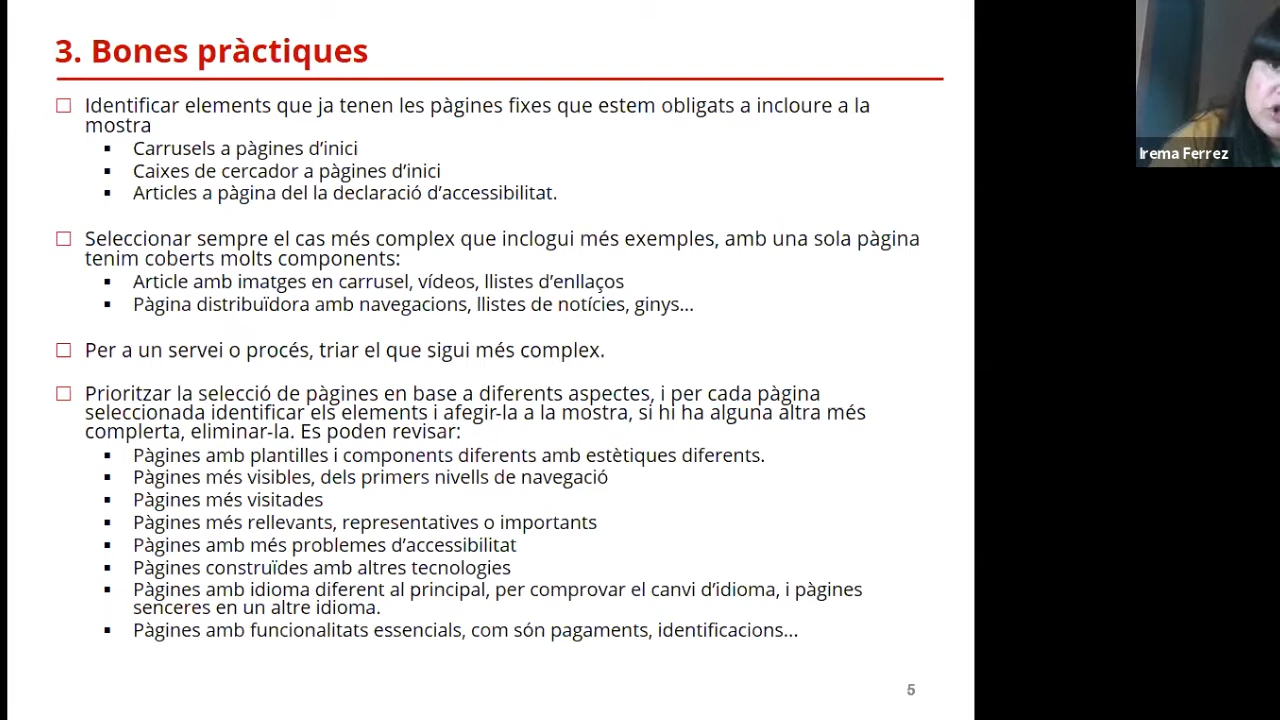 3. Bones pràctiques
Identificar elements que ja tenen les pàgines fixes que estem obligats a incloure a la
mostra
Carrusels a pàgines d'inici
Caixes de cercador a pàgines d'inici
Articles a pàgina del la declaració d'accessibilitat.
Seleccionar sempre el cas més complex que inclogui més exemples, amb una sola pàgina
tenim coberts molts components:
Article amb imatges en carrusel, vídeos, llistes d'enllaços
Pàgina distribuïdora amb navegacions, llistes de notícies, ginys...
Per a un servei o procés, triar el que sigui més complex.
Prioritzar la selecció de pàgines en base a diferents aspectes, i per cada pàgina
seleccionada identificar els elements i afegir-la a la mostra, si hi ha alguna altra més
complerta, eliminar-la. Es poden revisar:
Pàgines amb plantilles i components diferents amb estètiques diferents.
Pàgines més visibles, dels primers nivells de navegació
Pàgines més visitades
Pàgines més rellevants, representatives o importants
Pàgines amb més problemes d'accessibilitat
Pàgines construïdes amb altres tecnologies
Pàgines amb idioma diferent al principal, per comprovar el canvi d'idioma, i pàgines
senceres en un altre idioma.
Pàgines amb funcionalitats essencials, com són pagaments, identificacions...
5
Irema Ferrez